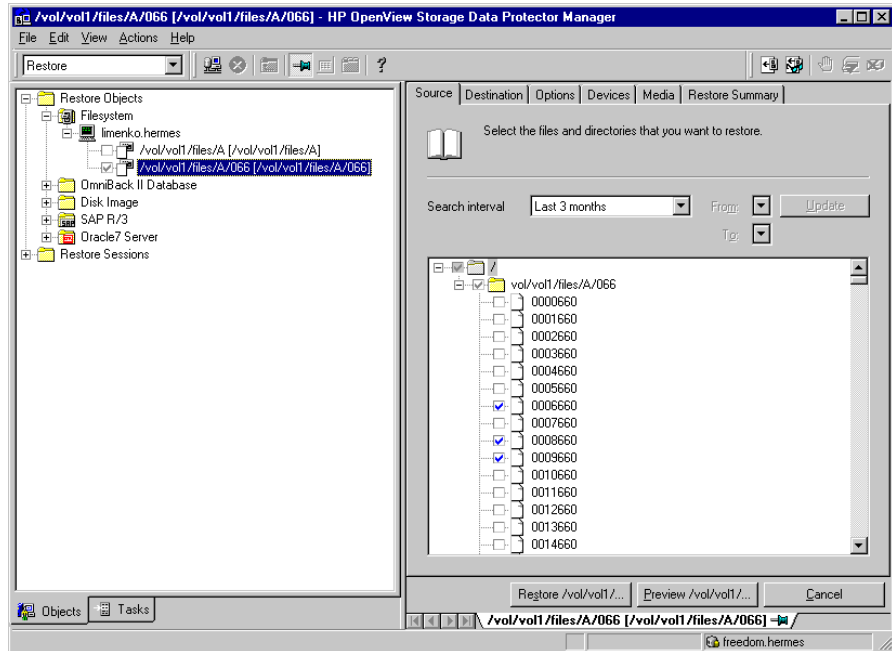 /vol/vol1/files/A/066 [/vol/vol1/files/A/066] - HP OpenView Storage Data Protector Manager
File Edit View Actions Help
Restore
Restore Objects
Filesystem
limenko.hermes
/vol/vol1/files/A [/vol/vol1/files/A]
/vol/vol1/files/A/066 [/vol/vol1/files/A/066]
OmniBack II Database
Disk Image
SAP R/3
Oracle7 Server
Restore Sessions
Objects Tasks
Source Destination Options Devices Media Restore Summary
Select the files and directories that you want to restore.
Search interval Last 3 months From: Update
To:
/
vol/vol1/files/A/066
0000660
0001660
0002660
0003660
0004660
0005660
0006660
0007660
0008660
0009660
0010660
0011660
0012660
0013660
0014660
Restore /vol/vol1/... Preview /vol/vol1/... Cancel
/vol/vol1/files/A/066 [/vol/vol1/files/A/066]
freedom.hermes